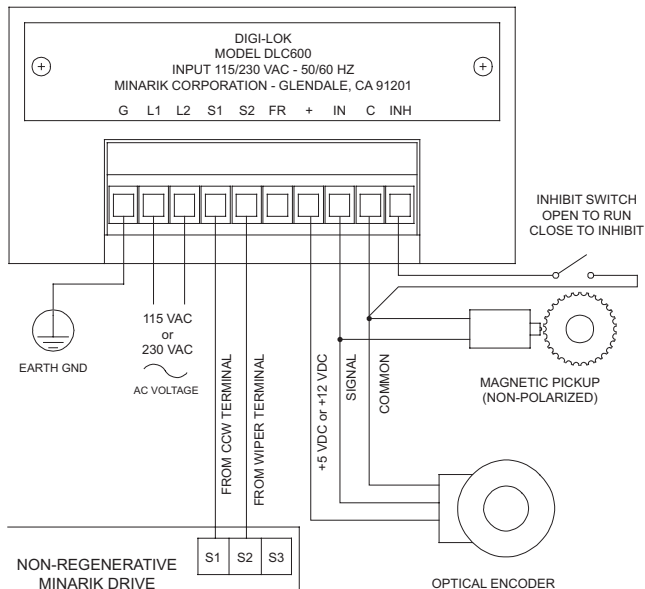 DIGI-LOK
MODEL DLC600
INPUT 115/230 VAC - 50/60 HZ
MINARIK CORPORATION - GLENDALE, CA 91201
G L1 L2 S1 S2 FR + IN C INH
INHIBIT SWITCH
OPEN TO RUN
CLOSE TO INHIBIT
115 VAC
or
230 VAC
AC VOLTAGE
EARTH GND
FROM CCW TERMINAL
FROM WIPER TERMINAL
+5 VDC or +12 VDC
SIGNAL
COMMON
MAGNETIC PICKUP
(NON-POLARIZED)
S1 S2 S3
NON-REGENERATIVE
MINARIK DRIVE
OPTICAL ENCODER